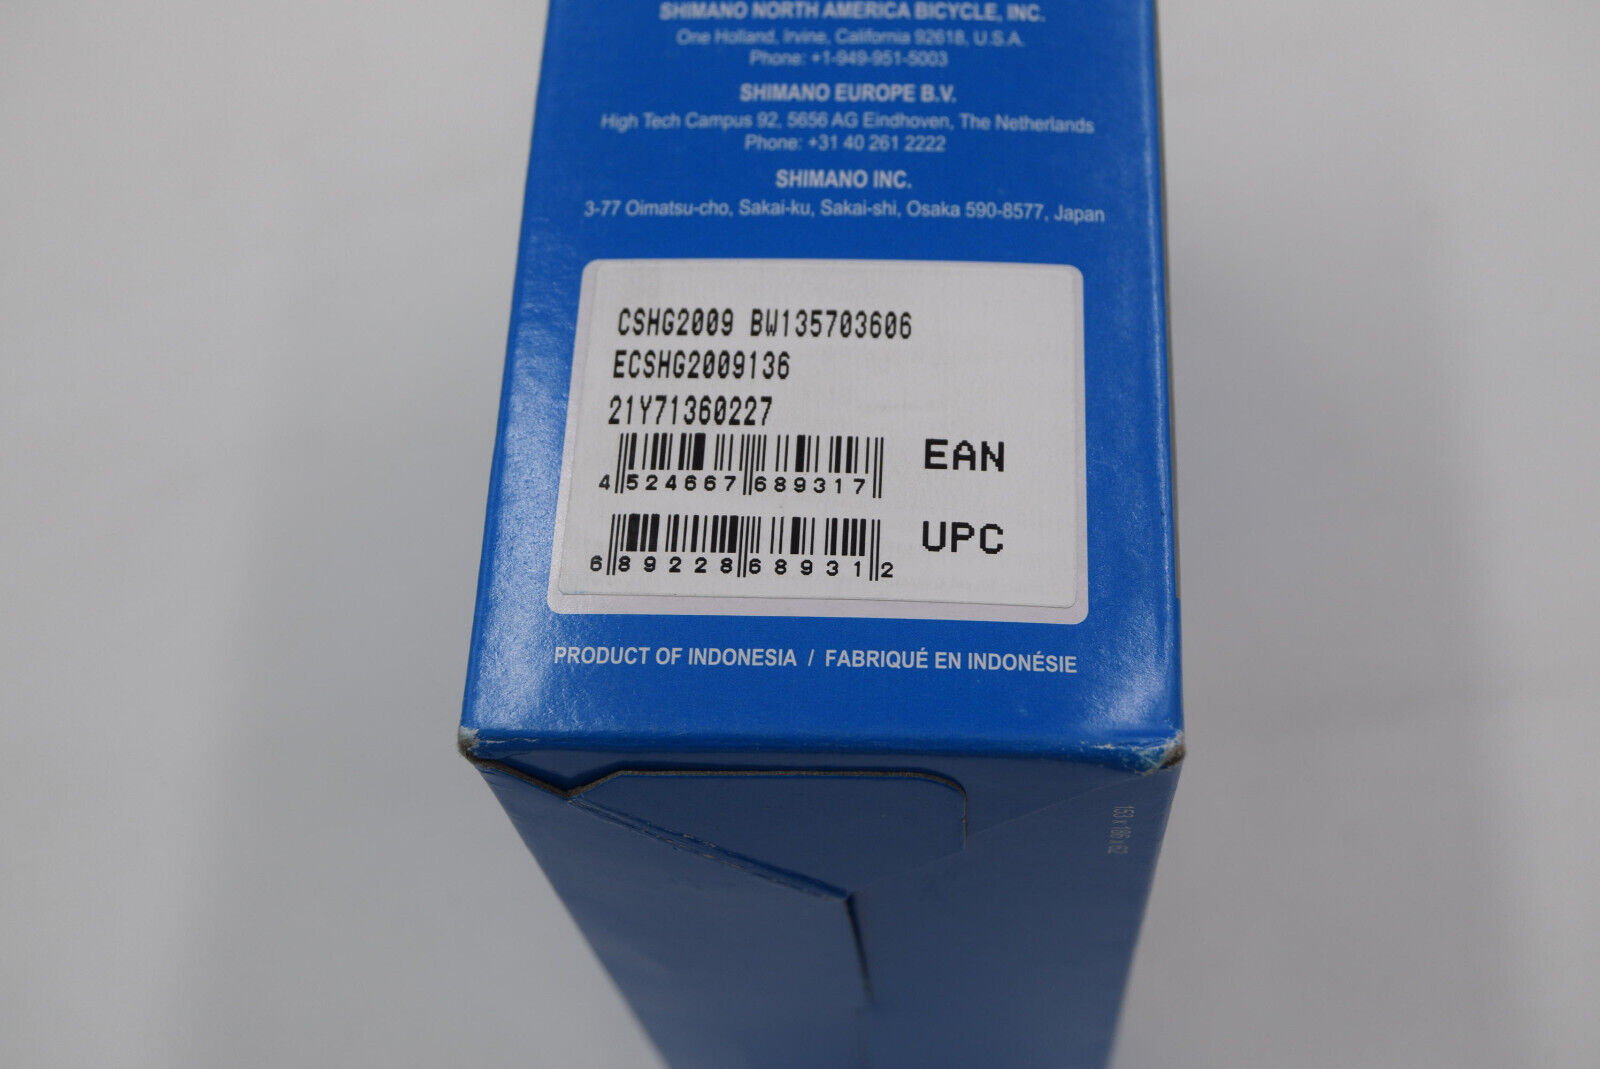 SHIMANO NORTH AMERICA BICYCLE, INC.
One Holland, Irvine, California 92618, U.S.A.
Phone: +1-949-951-5003
SHIMANO EUROPE B.V.
High Tech Campus 92, 5656 AG Eindhoven, The Netherlands
Phone: +31 40 261 2222
SHIMANO INC.
3-77 Oimatsu-cho, Sakai-ku, Sakai-shi, Osaka 590-8577, Japan
CSHG2009 BW135703606
ECSHG2009136
21Y71360227
4 524667 689317 EAN
6 89228 68931 2 UPC
PRODUCT OF INDONESIA / FABRIQUÉ EN INDONÉSIE
153 x 186 x 62